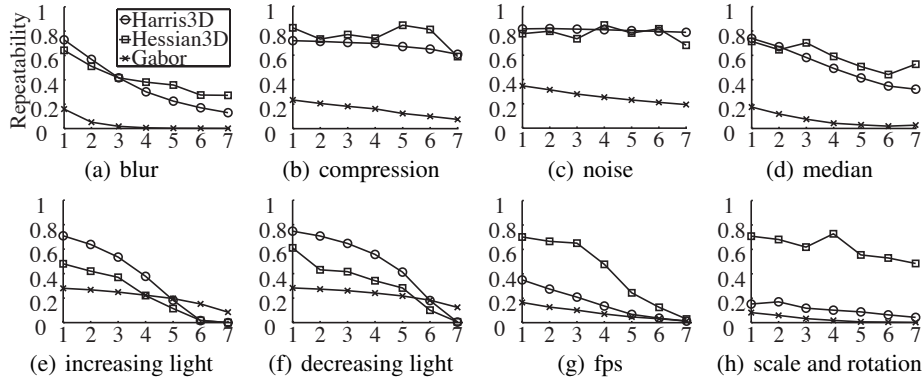 Repeatability
1
0.8
0.6
0.4
0.2
0
Harris3D
Hessian3D
Gabor
1 2 3 4 5 6 7
(a) blur
1
0.8
0.6
0.4
0.2
0
1 2 3 4 5 6 7
(b) compression
1
0.8
0.6
0.4
0.2
0
1 2 3 4 5 6 7
(c) noise
1
0.8
0.6
0.4
0.2
0
1 2 3 4 5 6 7
(d) median
1
0.8
0.6
0.4
0.2
0
1 2 3 4 5 6 7
(e) increasing light
1
0.8
0.6
0.4
0.2
0
1 2 3 4 5 6 7
(f) decreasing light
1
0.8
0.6
0.4
0.2
0
1 2 3 4 5 6 7
(g) fps
1
0.8
0.6
0.4
0.2
0
1 2 3 4 5 6 7
(h) scale and rotation